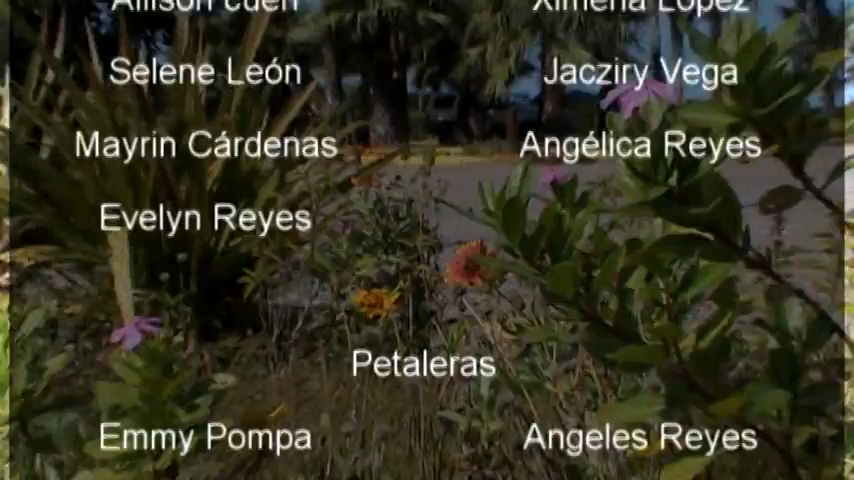 Selene León Jacziry Vega
Mayrin Cárdenas Angélica Reyes
Evelyn Reyes
Petaleras
Emmy Pompa Angeles Reyes